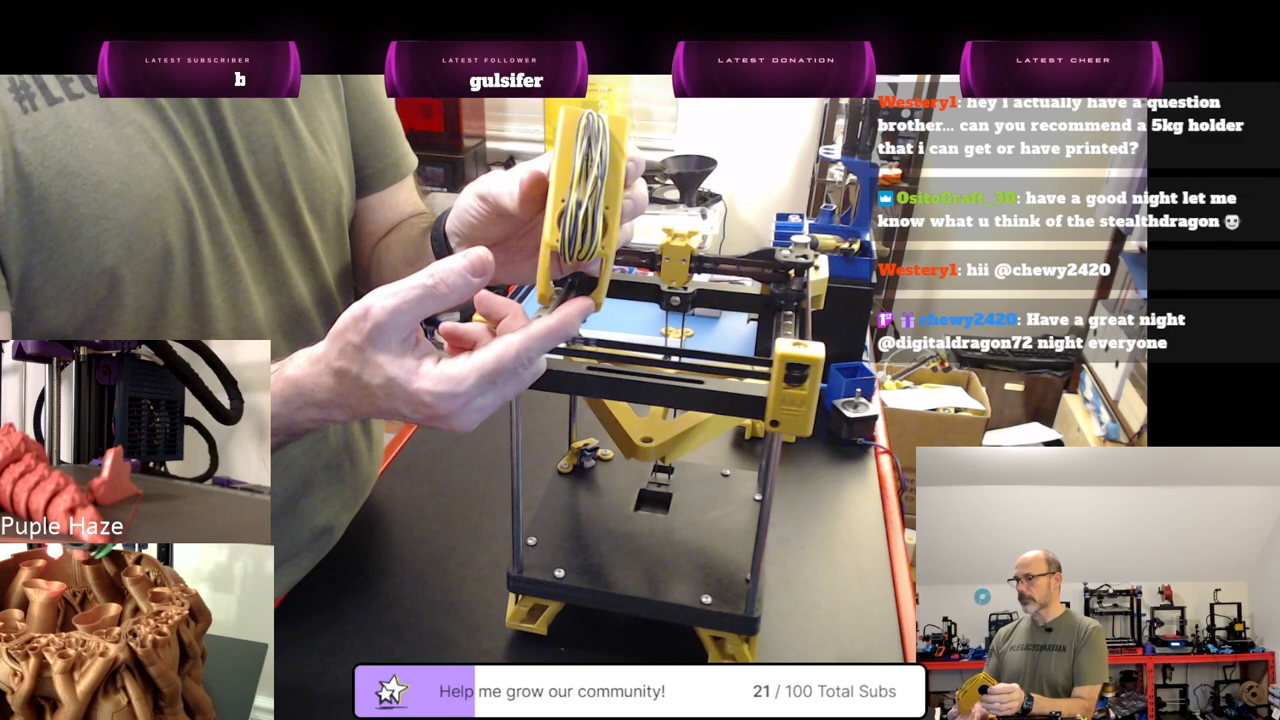 LATEST SUBSCRIBER
b
LATEST FOLLOWER
gulsifer
LATEST DONATION
LATEST CHEER
Westery1: hey i actually have a question
brother... can you recommend a 5kg holder
that i can get or have printed?
OsitoCraft_3D: have a good night let me
know what u think of the stealthdragon
Westery1: hii @chewy2420
1ST chewy2420: Have a great night
@digitaldragon72 night everyone
Puple Haze
#LEGACYGUARDIAN
Help me grow our community!
21 / 100 Total Subs